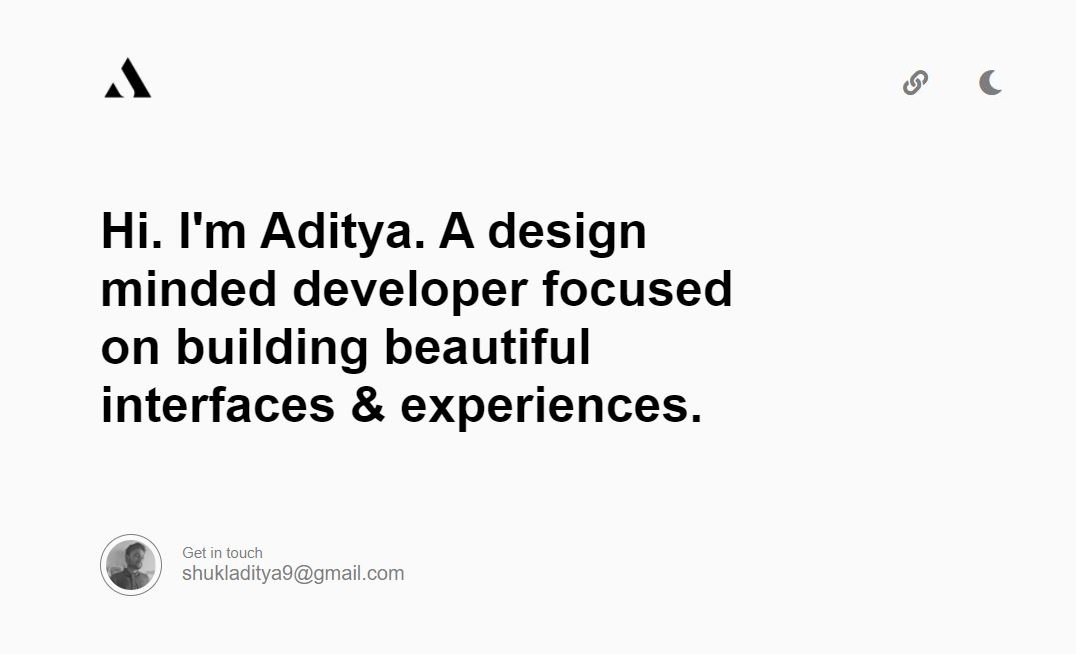 Hi. I'm Aditya. A design
minded developer focused
on building beautiful
interfaces & experiences.
Get in touch
shukladitya9@gmail.com